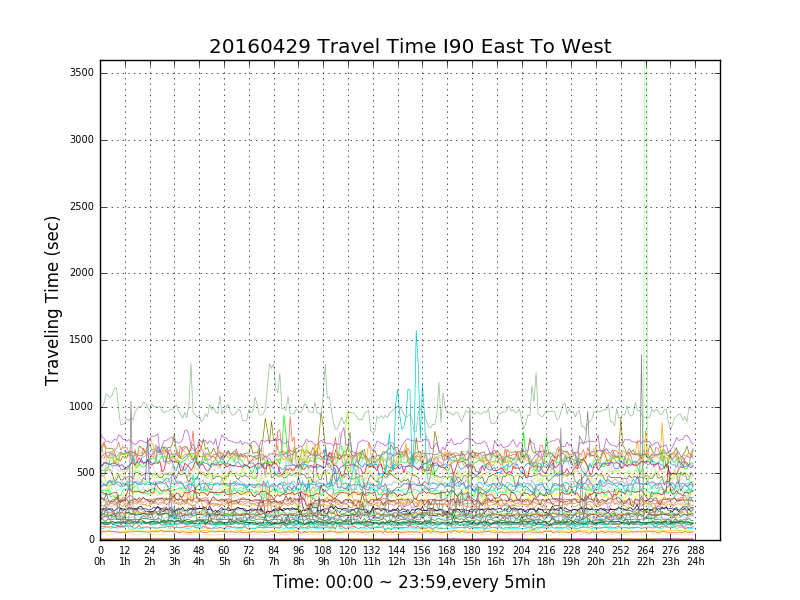 20160429 Travel Time I90 East To West
3500
3000
2500
2000
1500
1000
500
0
Traveling Time (sec)
0 12 24 36 48 60 72 84 96 108 120 132 144 156 168 180 192 204 216 228 240 252 264 276 288
0h 1h 2h 3h 4h 5h 6h 7h 8h 9h 10h 11h 12h 13h 14h 15h 16h 17h 18h 19h 20h 21h 22h 23h 24h
Time: 00:00 ~ 23:59,every 5min